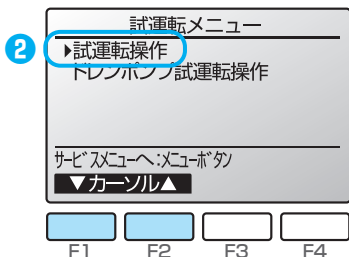 試運転メニュー
2
▶試運転操作
ドレンポンプ試運転操作
サービスメニューへ:メニューボタン
▼カーソル▲
F1 F2 F3 F4